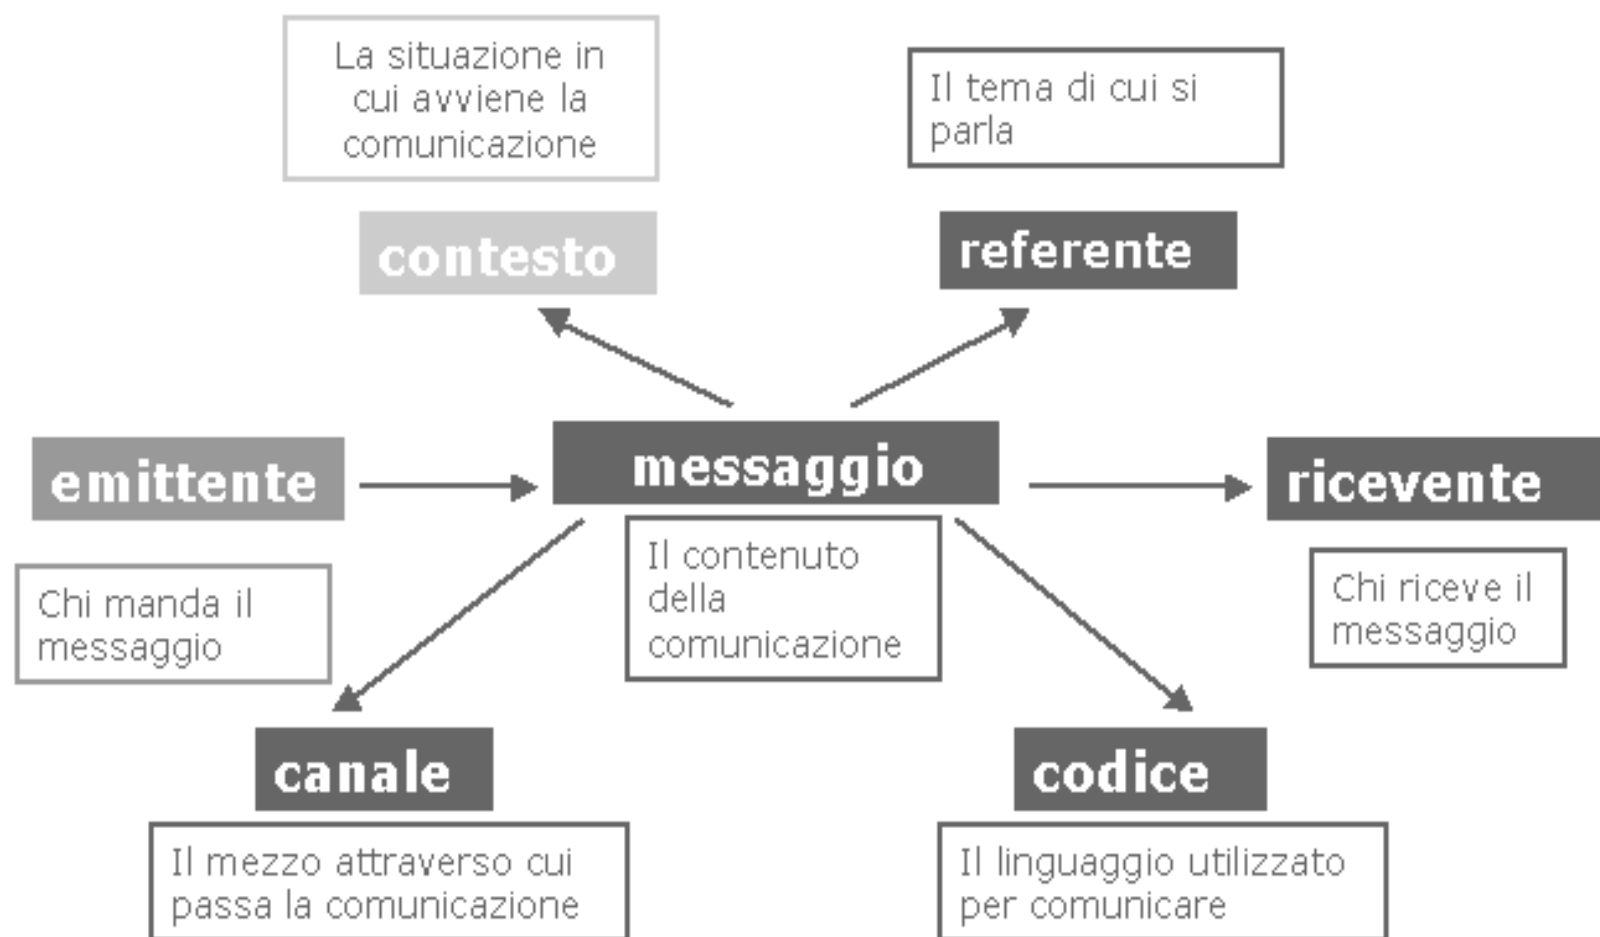 La situazione in
cui avviene la
comunicazione
Il tema di cui si
parla
contesto
referente
emittente
messaggio
ricevente
Chi manda il
messaggio
Il contenuto
della
comunicazione
Chi riceve il
messaggio
canale
codice
Il mezzo attraverso cui
passa la comunicazione
Il linguaggio utilizzato
per comunicare